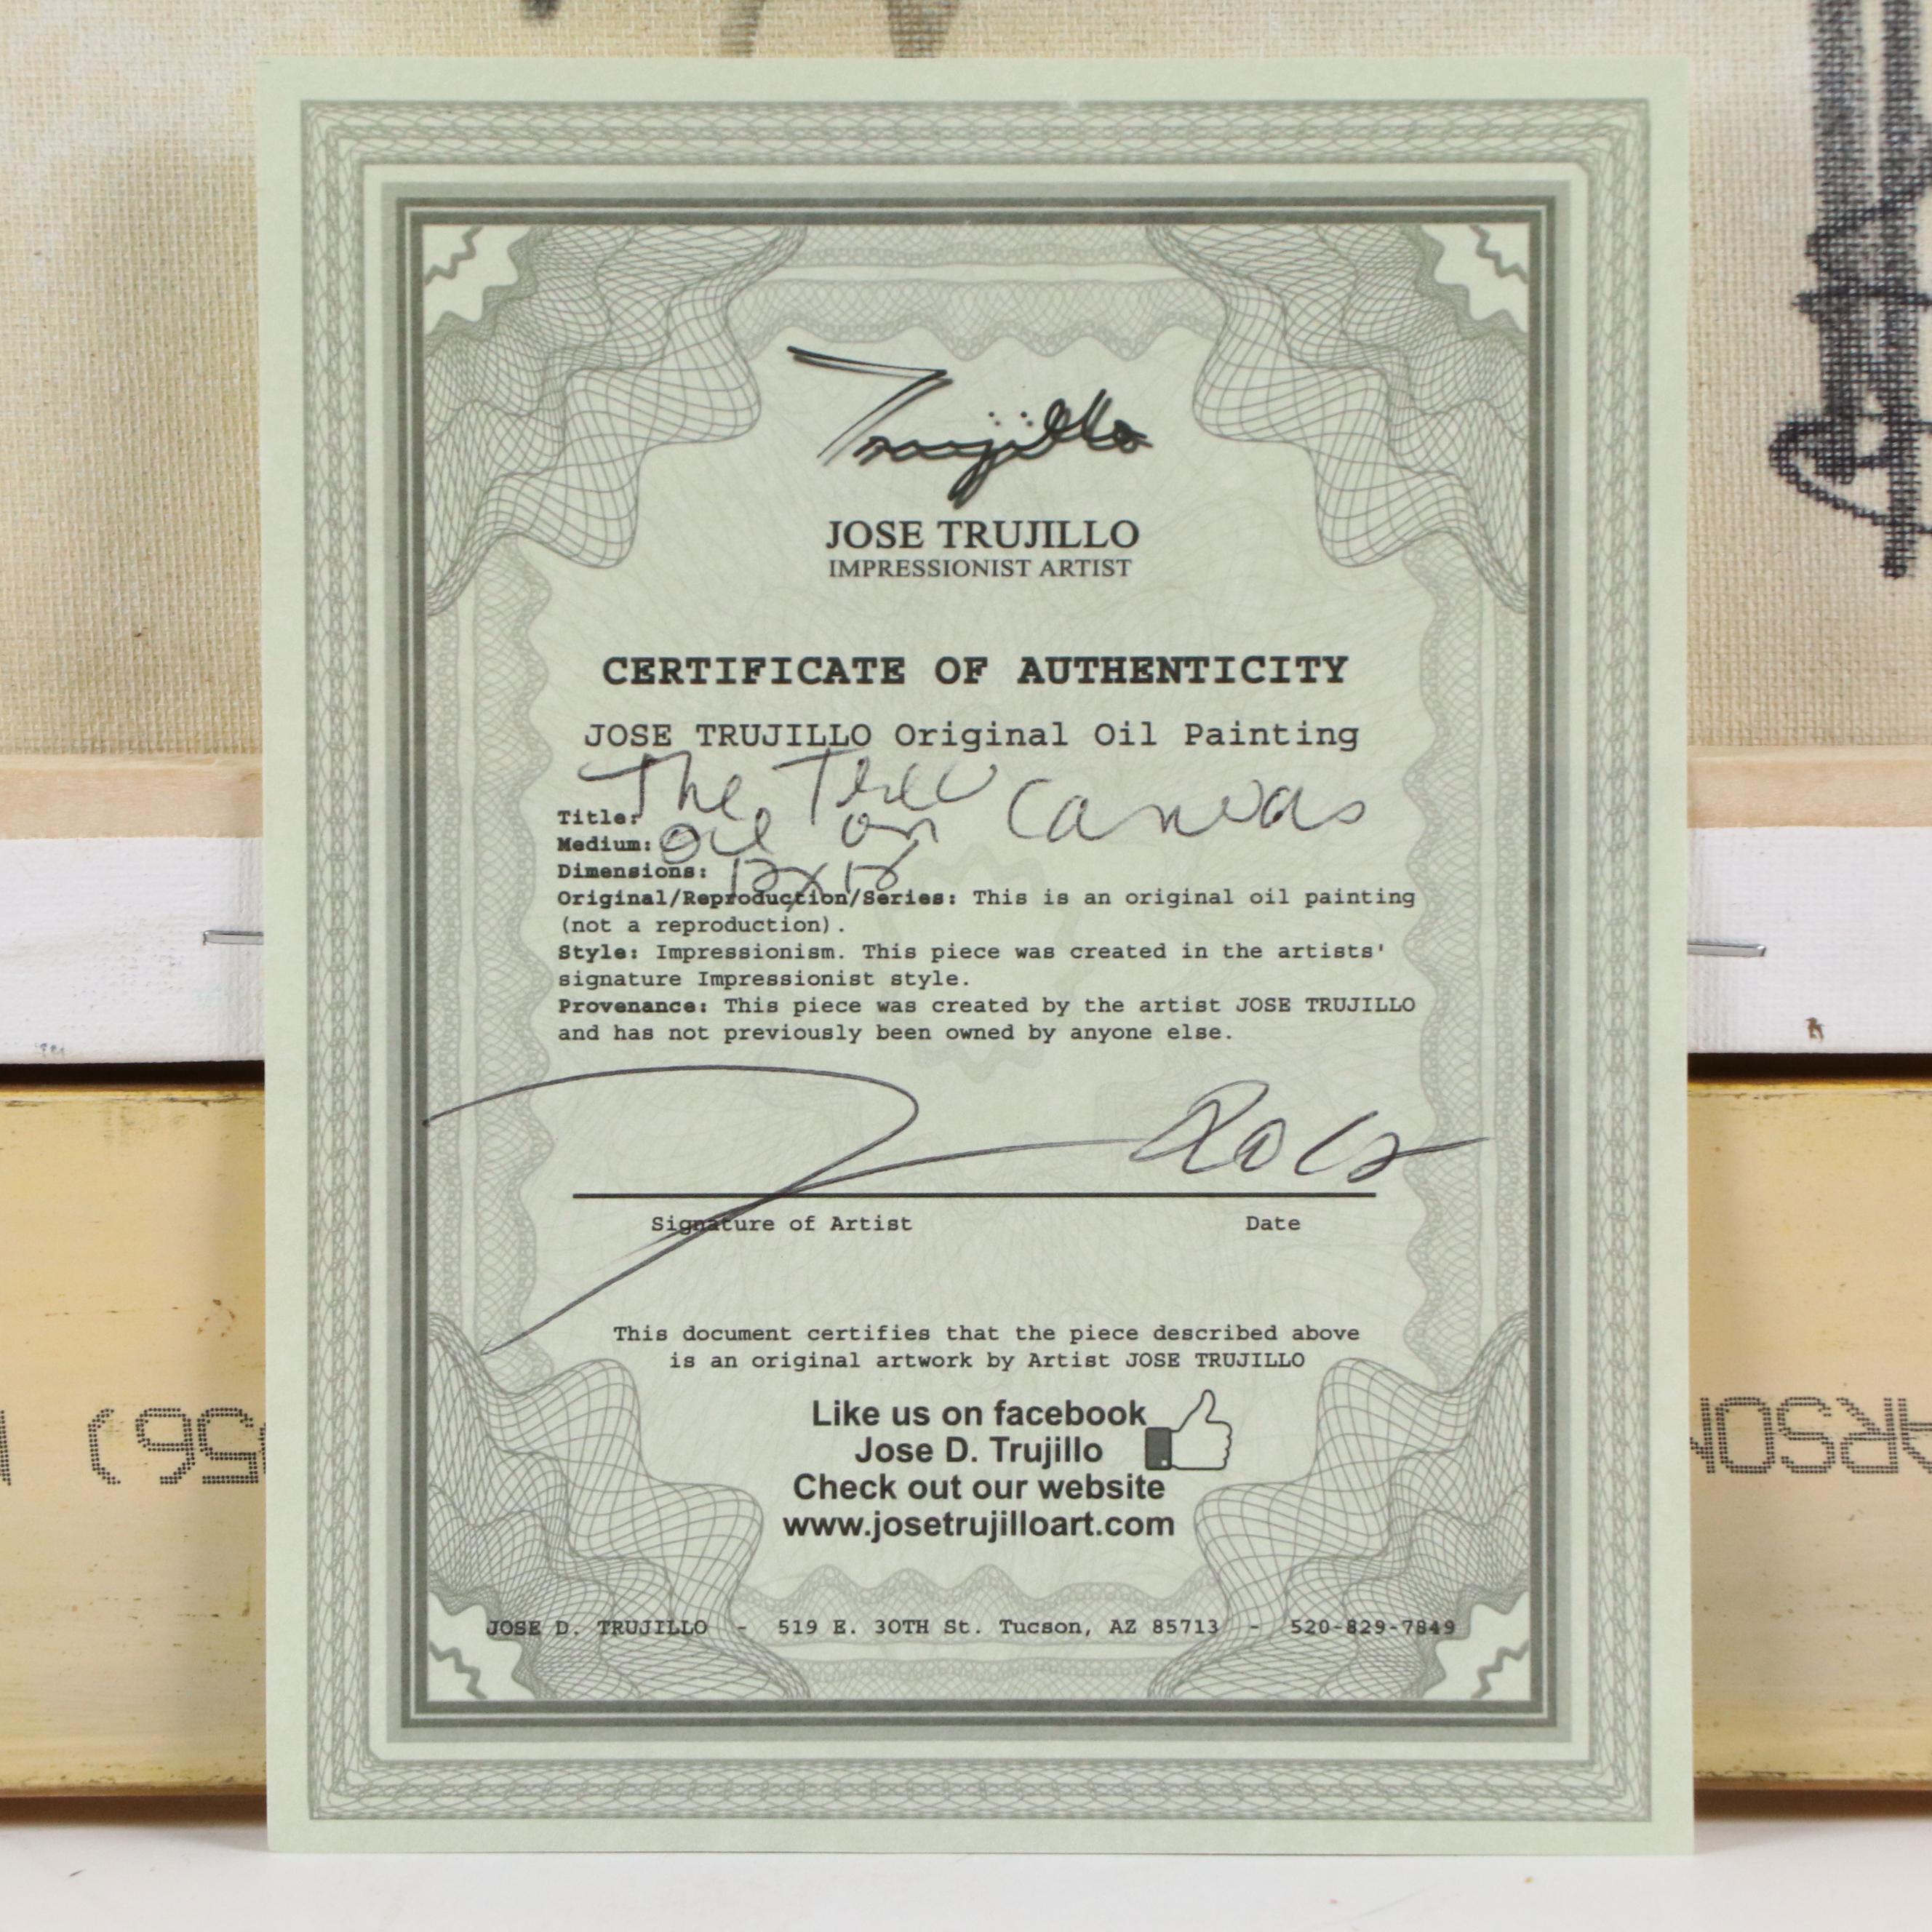 Trujillo
JOSE TRUJILLO
IMPRESSIONIST ARTIST
CERTIFICATE OF AUTHENTICITY
JOSE TRUJILLO Original Oil Painting
Title: The Tree
Medium: Oil on Canvas
Dimensions: 12x12
Original/Reproduction/Series: This is an original oil painting
(not a reproduction).
Style: Impressionism. This piece was created in the artists'
signature Impressionist style.
Provenance: This piece was created by the artist JOSE TRUJILLO
and has not previously been owned by anyone else.
Signature of Artist Date
This document certifies that the piece described above
is an original artwork by Artist JOSE TRUJILLO
Like us on facebook
Jose D. Trujillo
Check out our website
www.josetrujilloart.com
JOSE D. TRUJILLO - 519 E. 30TH St. Tucson, AZ 85713 - 520-829-7849